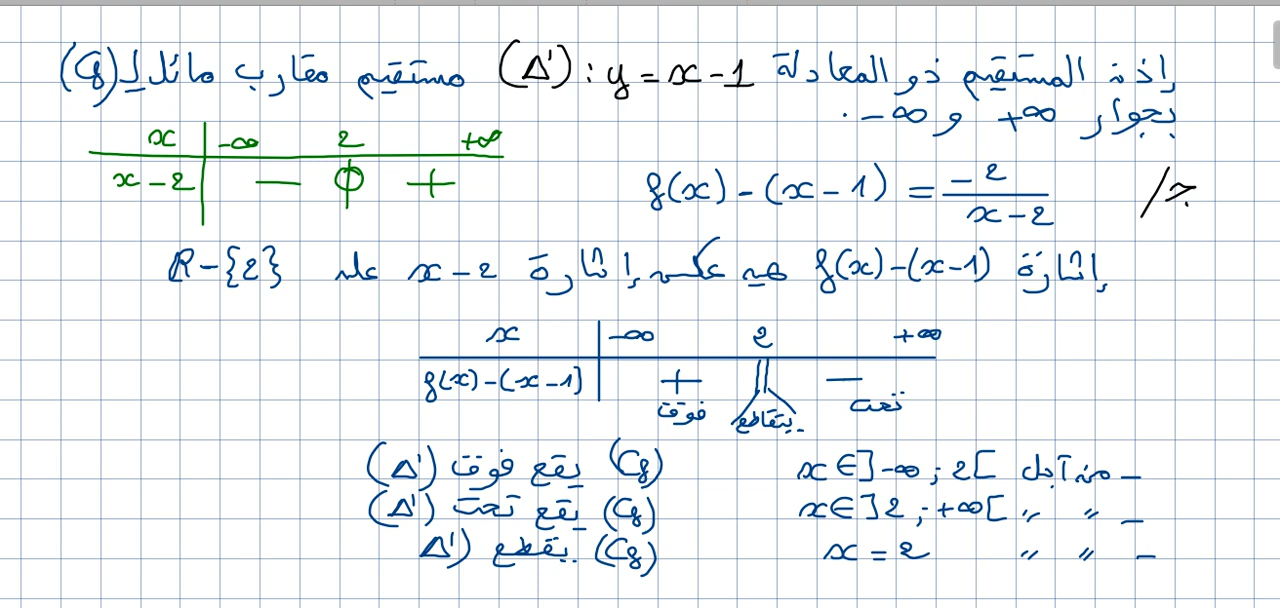 إذن المستقيم ذو المعادلة (Δ'): y = x - 1 مستقيم مقارب مائل لـ (Cf)
بجوار +∞ و -∞.
x | -∞ 2 +∞
x - 2 | - 0 +
ج/ f(x) - (x - 1) = -2/(x - 2)
إشارة f(x) - (x - 1) هي عكس إشارة x - 2 على R - {2}
x | -∞ 2 +∞
f(x) - (x - 1) | + || -
فوق يتقاطع تحت
- من أجل x ∈ ]-∞ ; 2[ (Cf) يقع فوق (Δ')
- " " x ∈ ]2 ; +∞[ (Cf) يقع تحت (Δ')
- " " x = 2 (Cf) يقطع Δ')